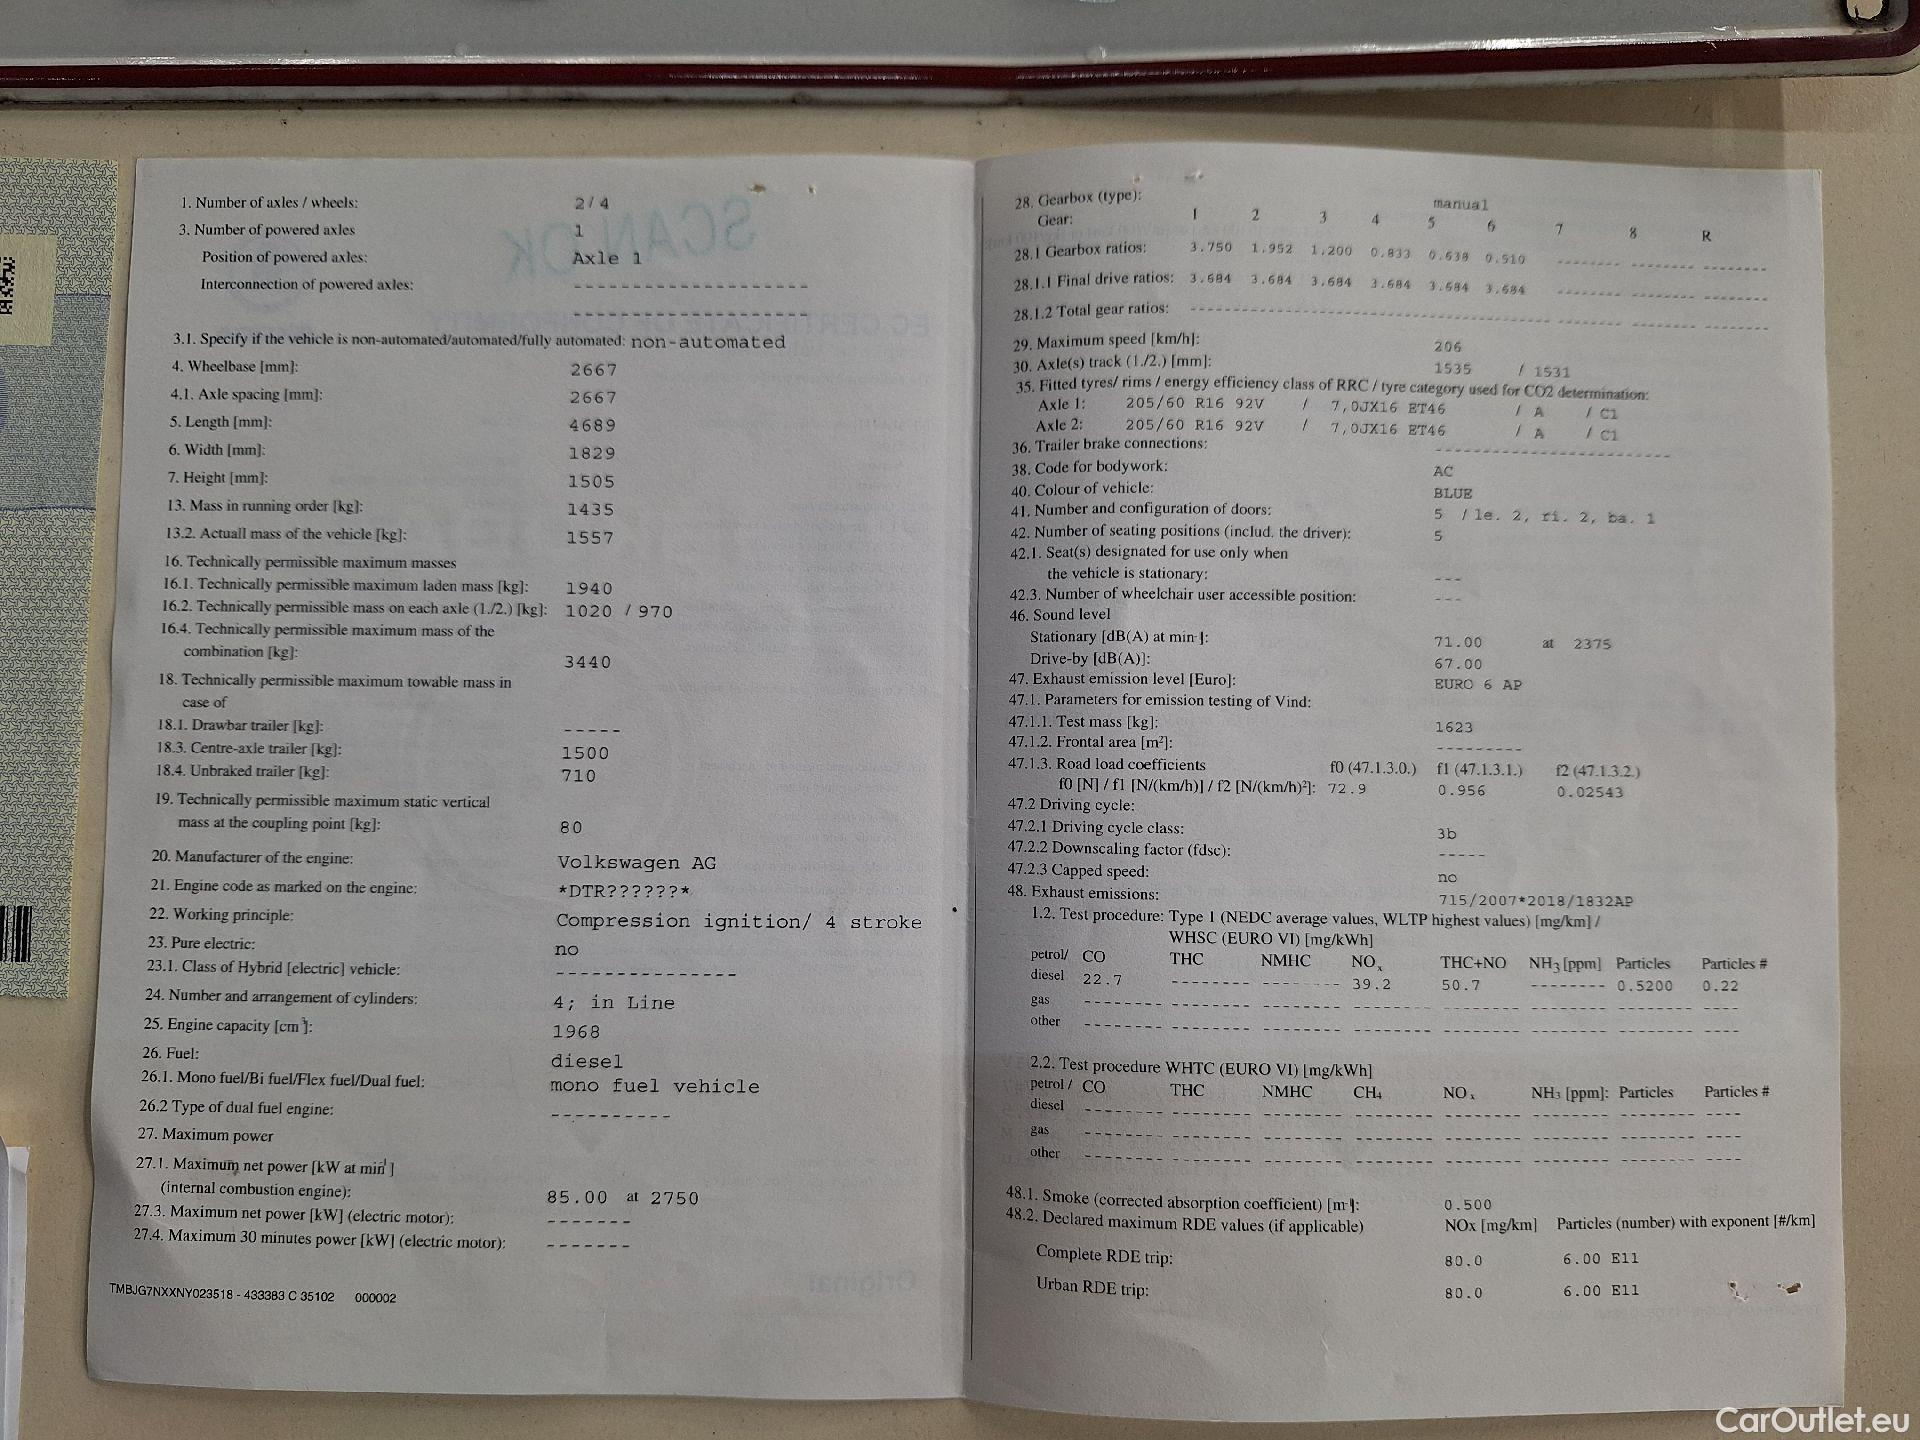 1. Number of axles / wheels: 2/ 4
3. Number of powered axles 1
Position of powered axles: Axle 1
Interconnection of powered axles: --------------------
--------------------
3.1. Specify if the vehicle is non-automated/automated/fully automated: non-automated
4. Wheelbase [mm]: 2667
4.1. Axle spacing [mm]: 2667
5. Length [mm]: 4689
6. Width [mm]: 1829
7. Height [mm]: 1505
13. Mass in running order [kg]: 1435
13.2. Actuall mass of the vehicle [kg]: 1557
16. Technically permissible maximum masses
16.1. Technically permissible maximum laden mass [kg]: 1940
16.2. Technically permissible mass on each axle (1./2.) [kg]: 1020 / 970
16.4. Technically permissible maximum mass of the
combination [kg]: 3440
18. Technically permissible maximum towable mass in
case of
18.1. Drawbar trailer [kg]: -----
18.3. Centre-axle trailer [kg]: 1500
18.4. Unbraked trailer [kg]: 710
19. Technically permissible maximum static vertical
mass at the coupling point [kg]: 80
20. Manufacturer of the engine: Volkswagen AG
21. Engine code as marked on the engine: *DTR??????*
22. Working principle: Compression ignition/ 4 stroke
23. Pure electric: no
23.1. Class of Hybrid [electric] vehicle: ---------------
24. Number and arrangement of cylinders: 4; in Line
25. Engine capacity [cm³]: 1968
26. Fuel: diesel
26.1. Mono fuel/Bi fuel/Flex fuel/Dual fuel: mono fuel vehicle
26.2 Type of dual fuel engine: ----------
27. Maximum power
27.1. Maximum net power [kW at min¹]
(internal combustion engine): 85.00 at 2750
27.3. Maximum net power [kW] (electric motor): -------
27.4. Maximum 30 minutes power [kW] (electric motor): -------
TMBJG7NXXNY023518 - 433383 C 35102 000002
28. Gearbox (type): manual
Gear: 1 2 3 4 5 6 7 8 R
28.1 Gearbox ratios: 3.750 1.952 1.200 0.833 0.638 0.510 -------- -------- --------
28.1.1 Final drive ratios: 3.684 3.684 3.684 3.684 3.684 3.684 -------- -------- --------
28.1.2 Total gear ratios: --------------------------------------------- -------- -------- --------
29. Maximum speed [km/h]: 206
30. Axle(s) track (1./2.) [mm]: 1535 / 1531
35. Fitted tyres/ rims / energy efficiency class of RRC / tyre category used for CO2 determination:
Axle 1: 205/60 R16 92V / 7,0JX16 ET46 / A / C1
Axle 2: 205/60 R16 92V / 7,0JX16 ET46 / A / C1
36. Trailer brake connections: --------------------------
38. Code for bodywork: AC
40. Colour of vehicle: BLUE
41. Number and configuration of doors: 5 / le. 2, ri. 2, ba. 1
42. Number of seating positions (includ. the driver): 5
42.1. Seat(s) designated for use only when
the vehicle is stationary: ---
42.3. Number of wheelchair user accessible position: ---
46. Sound level
Stationary [dB(A) at min-¹]: 71.00 at 2375
Drive-by [dB(A)]: 67.00
47. Exhaust emission level [Euro]: EURO 6 AP
47.1. Parameters for emission testing of Vind:
47.1.1. Test mass [kg]: 1623
47.1.2. Frontal area [m²]: ---------
47.1.3. Road load coefficients f0 (47.1.3.0.) f1 (47.1.3.1.) f2 (47.1.3.2.)
f0 [N] / f1 [N/(km/h)] / f2 [N/(km/h)²]: 72.9 0.956 0.02543
47.2 Driving cycle:
47.2.1 Driving cycle class: 3b
47.2.2 Downscaling factor (fdsc): -----
47.2.3 Capped speed: no
48. Exhaust emissions: 715/2007*2018/1832AP
1.2. Test procedure: Type 1 (NEDC average values, WLTP highest values) [mg/km] /
WHSC (EURO VI) [mg/kWh]
petrol/ CO THC NMHC NOx THC+NO NH3 [ppm] Particles Particles #
diesel 22.7 -------- -------- 39.2 50.7 -------- 0.5200 0.22
gas -------- -------- -------- -------- -------- -------- -------- ----
other -------- -------- -------- -------- -------- -------- -------- ----
2.2. Test procedure WHTC (EURO VI) [mg/kWh]
petrol / CO THC NMHC CH4 NOx NH3 [ppm]: Particles Particles #
diesel -------- -------- -------- -------- -------- -------- -------- ----
gas -------- -------- -------- -------- -------- -------- -------- ----
other -------- -------- -------- -------- -------- -------- -------- ----
48.1. Smoke (corrected absorption coefficient) [m-¹]: 0.500
48.2. Declared maximum RDE values (if applicable) NOx [mg/km] Particles (number) with exponent [#/km]
Complete RDE trip: 80.0 6.00 E11
Urban RDE trip: 80.0 6.00 E11
SCAN OK
Original
CarOutlet.eu